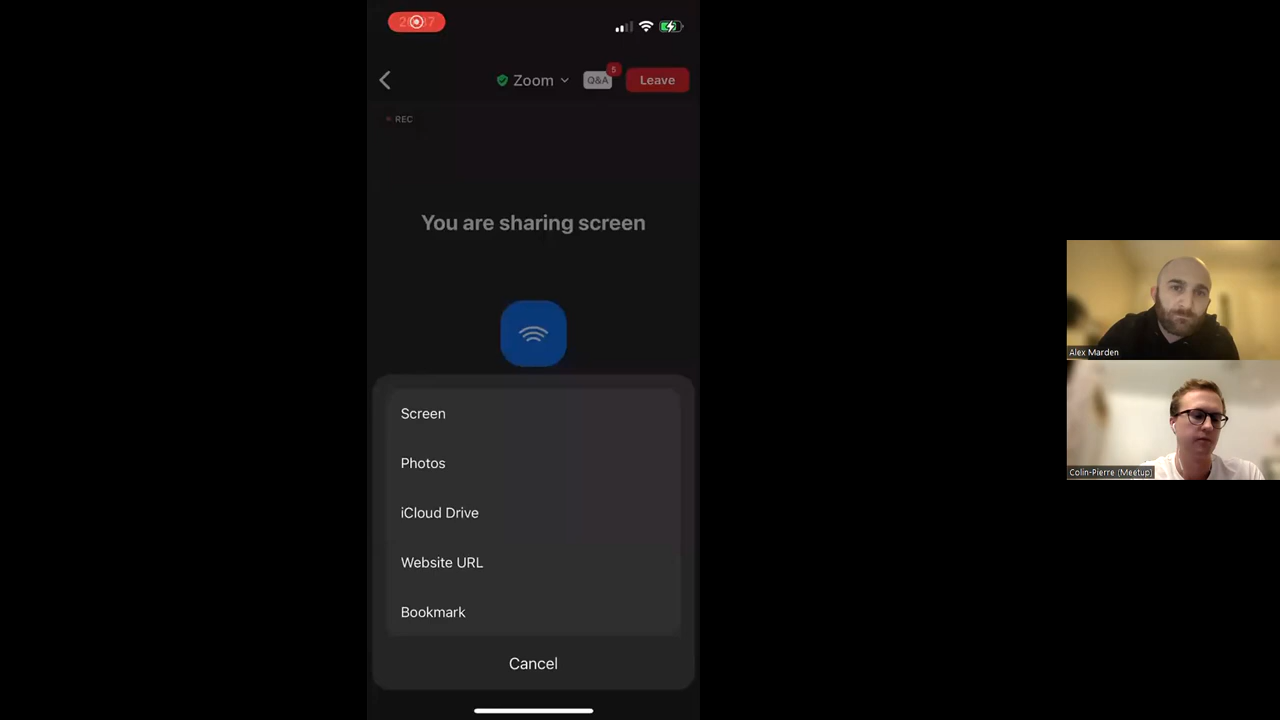 Zoom
Q&A
5
Leave
REC
You are sharing screen
Screen
Photos
iCloud Drive
Website URL
Bookmark
Cancel
Alex Marden
Colin-Pierre (Meetup)